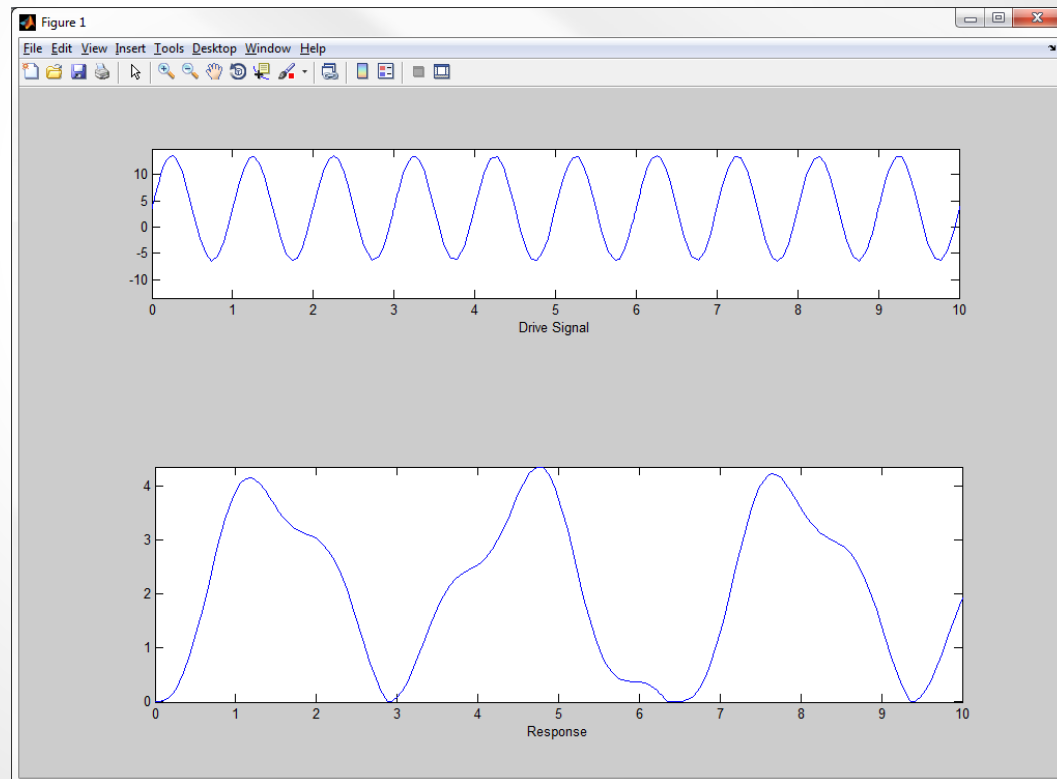 Figure 1
File Edit View Insert Tools Desktop Window Help
10
5
0
-5
-10
0 1 2 3 4 5 6 7 8 9 10
Drive Signal
4
3
2
1
0
0 1 2 3 4 5 6 7 8 9 10
Response